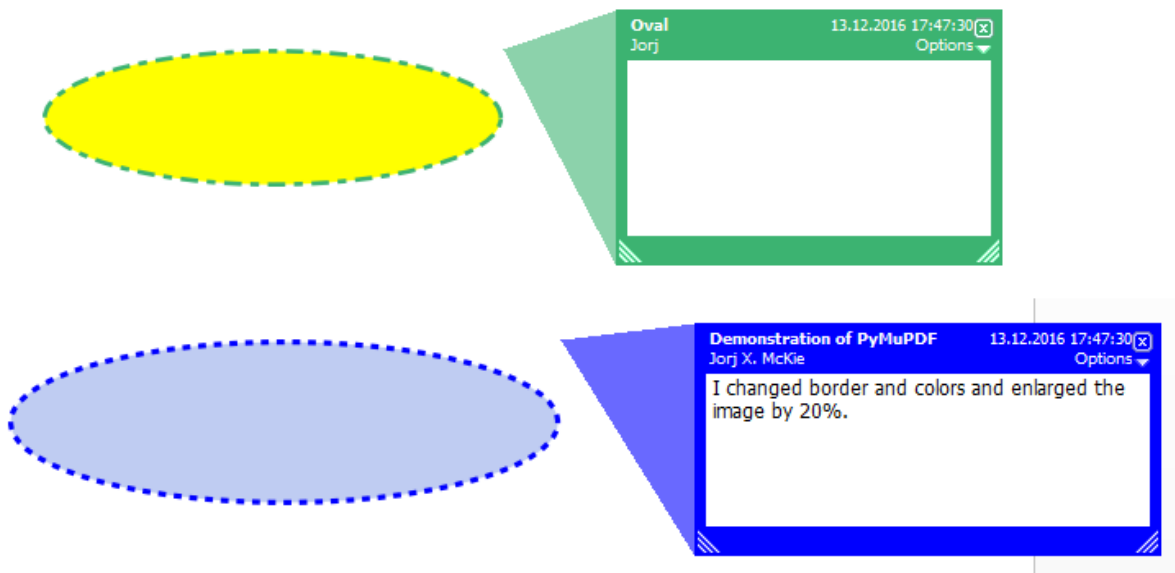 Oval 13.12.2016 17:47:30
Jorj Options
Demonstration of PyMuPDF 13.12.2016 17:47:30
Jorj X. McKie Options
I changed border and colors and enlarged the
image by 20%.